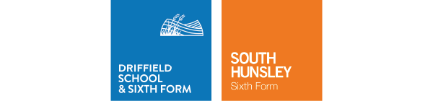 DRIFFIELD
SCHOOL
& SIXTH FORM
SOUTH
HUNSLEY
Sixth Form